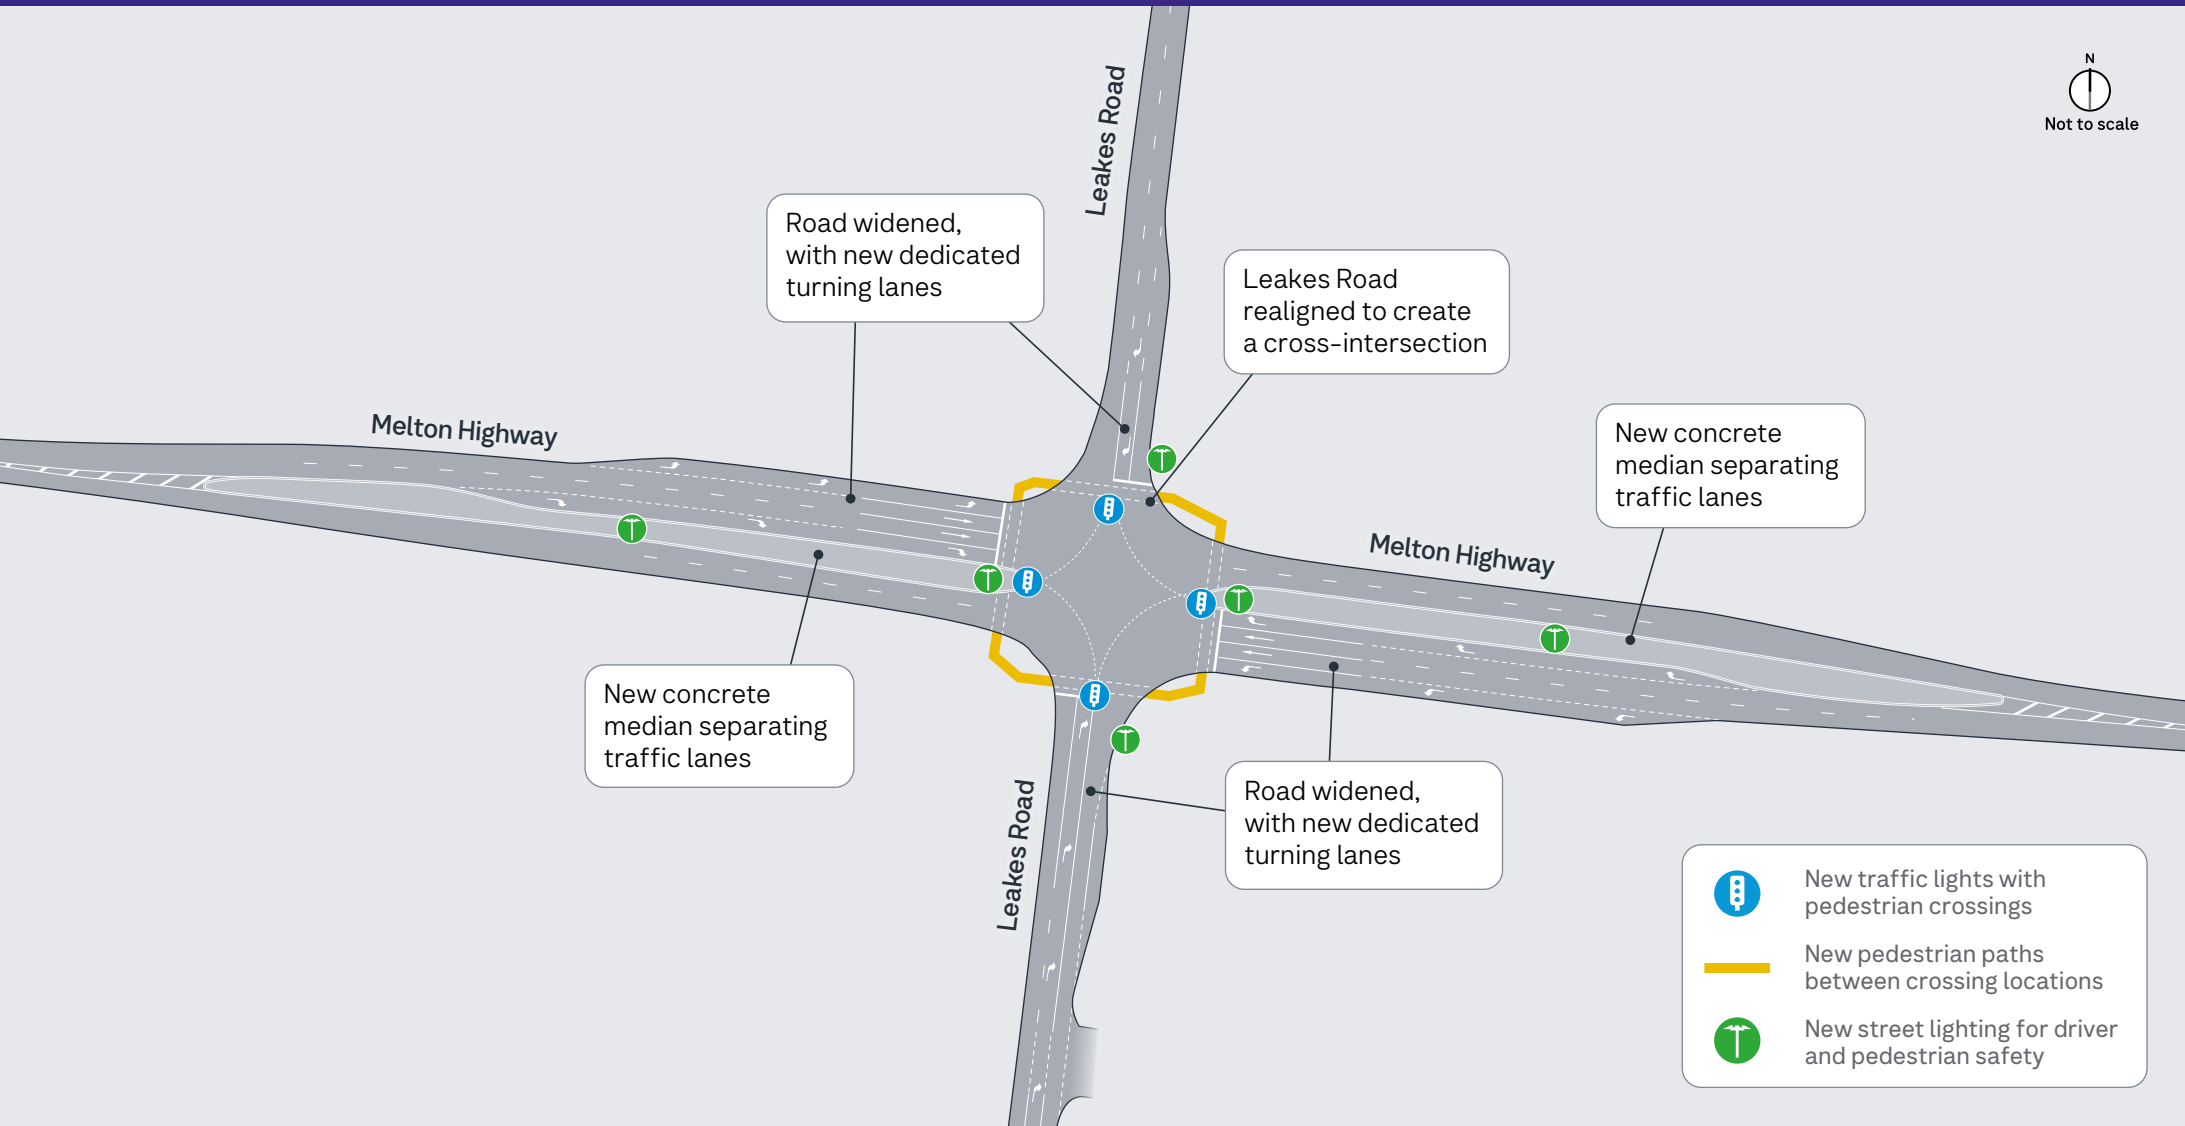 N
Not to scale
Leakes Road
Road widened,
with new dedicated
turning lanes
Leakes Road
realigned to create
a cross-intersection
Melton Highway
New concrete
median separating
traffic lanes
Melton Highway
New concrete
median separating
traffic lanes
Leakes Road
Road widened,
with new dedicated
turning lanes
New traffic lights with
pedestrian crossings
New pedestrian paths
between crossing locations
New street lighting for driver
and pedestrian safety